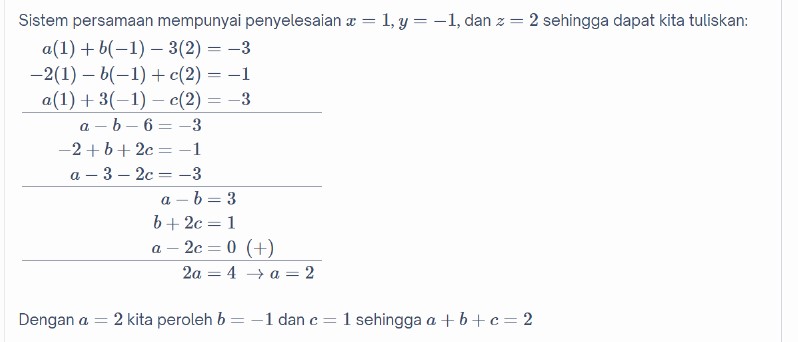 Sistem persamaan mempunyai penyelesaian x = 1, y = −1, dan z = 2 sehingga dapat kita tuliskan:
a(1) + b(−1) − 3(2) = −3
−2(1) − b(−1) + c(2) = −1
a(1) + 3(−1) − c(2) = −3
a − b − 6 = −3
−2 + b + 2c = −1
a − 3 − 2c = −3
a − b = 3
b + 2c = 1
a − 2c = 0 (+)
2a = 4 → a = 2
Dengan a = 2 kita peroleh b = −1 dan c = 1 sehingga a + b + c = 2